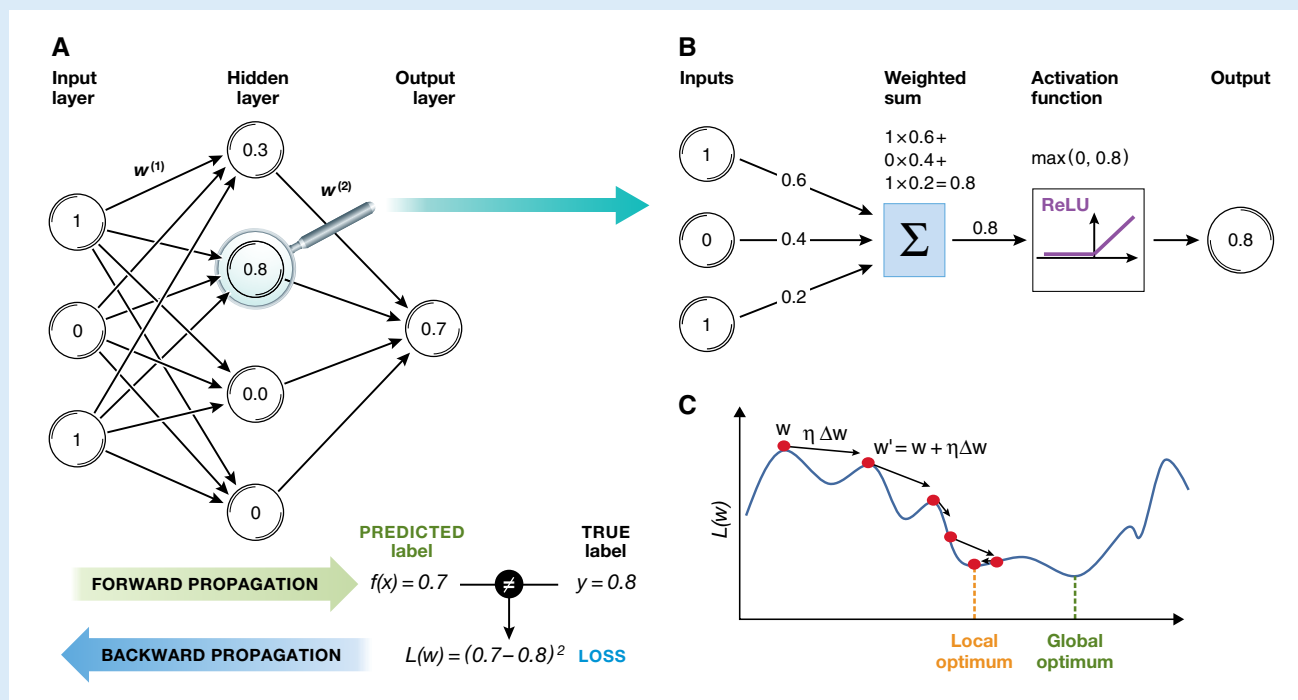 A
Input
layer
Hidden
layer
Output
layer
w(1)
w(2)
1
0
1
0.3
0.8
0.0
0
0.7
FORWARD PROPAGATION
BACKWARD PROPAGATION
PREDICTED
label
TRUE
label
f(x) = 0.7
≠
y = 0.8
L(w) = (0.7 – 0.8)²
LOSS
B
Inputs
Weighted
sum
Activation
function
Output
1
0
1
0.6
0.4
0.2
1×0.6+
0×0.4+
1×0.2=0.8
Σ
0.8
max(0, 0.8)
ReLU
0.8
C
L(w)
w
η Δw
w' = w + ηΔw
Local
optimum
Global
optimum